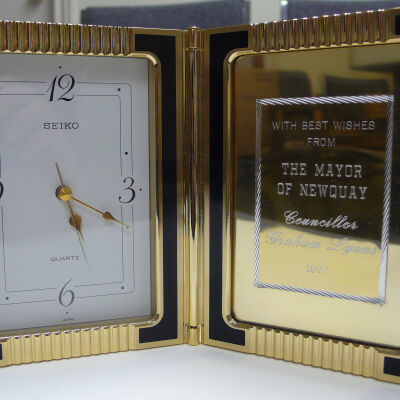 12
SEIKO
3
QUARTZ
6
WITH BEST WISHES
FROM
THE MAYOR
OF NEWQUAY
Councillor
Graham Lyons
1997